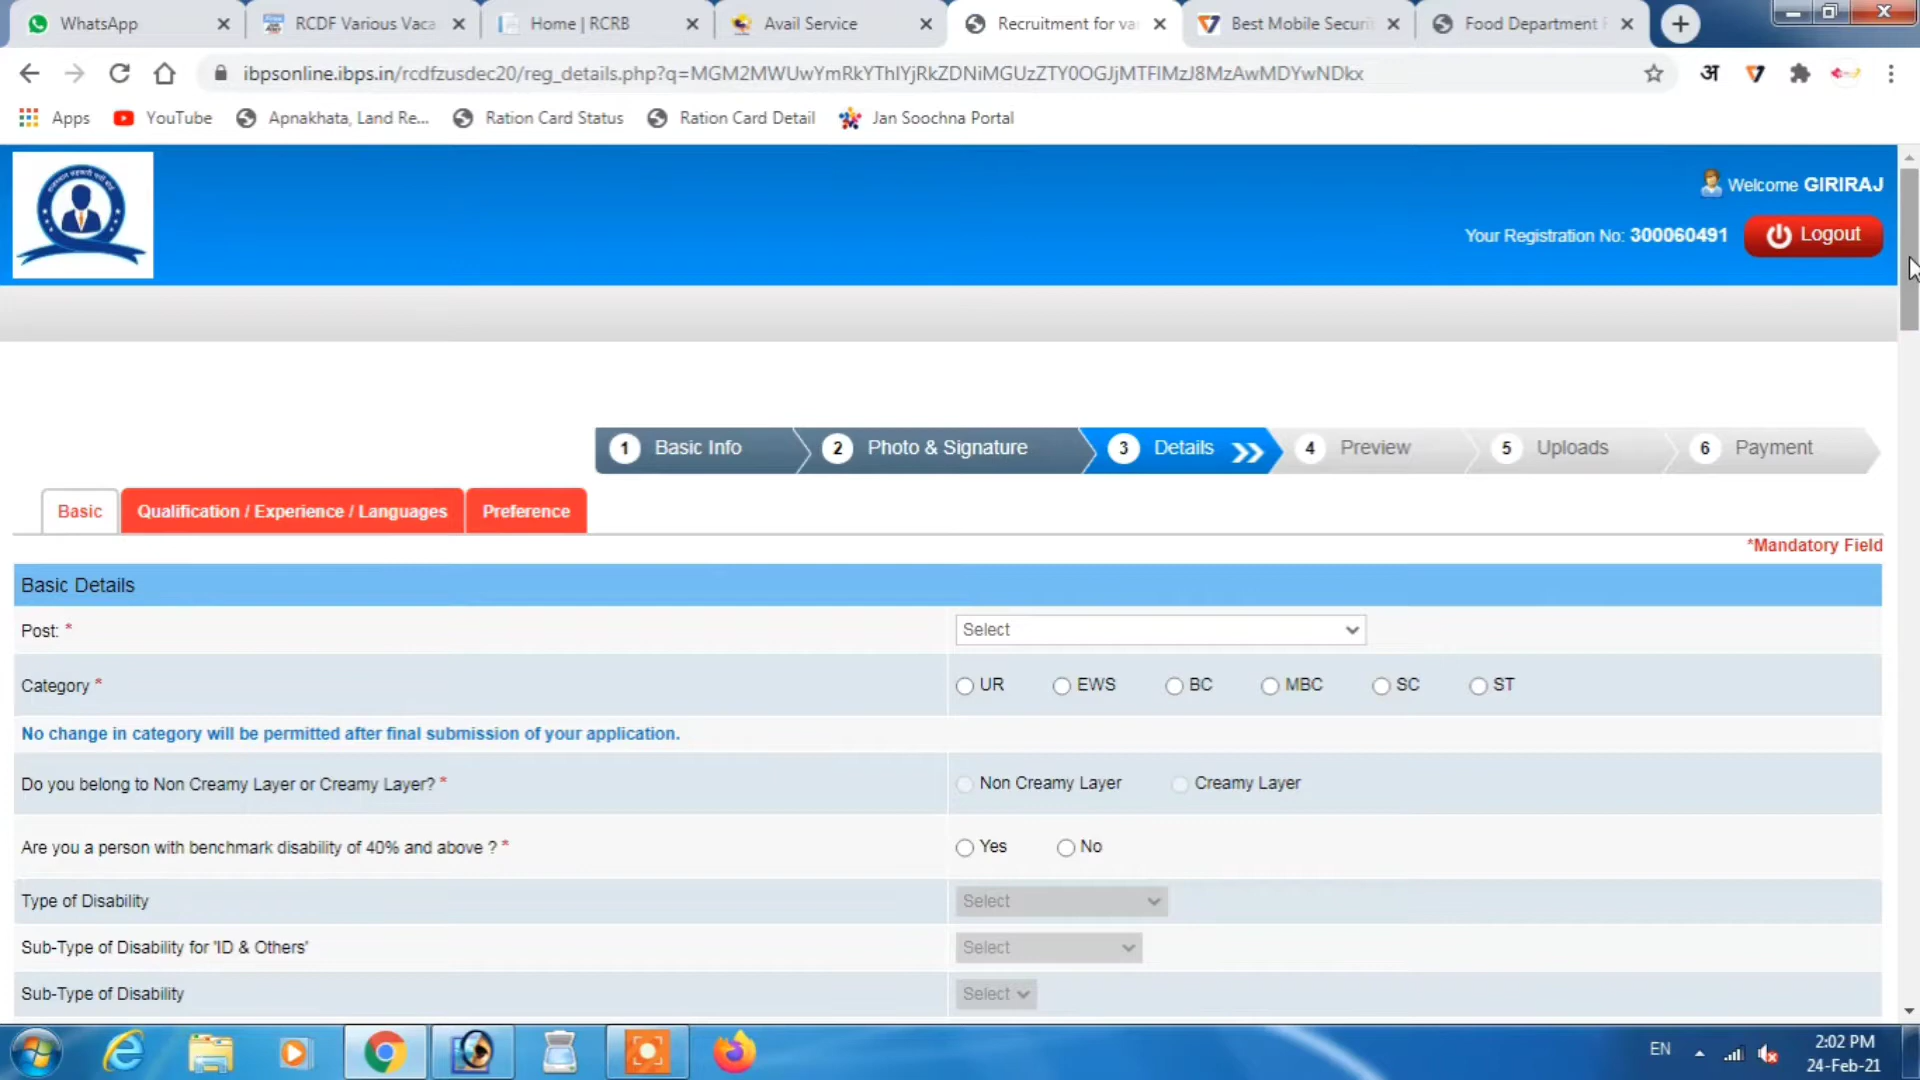 WhatsApp
RCDF Various Vaca
Home | RCRB
Avail Service
Recruitment for va
Best Mobile Securi
Food Department
ibpsonline.ibps.in/rcdfzusdec20/reg_details.php?q=MGM2MWUwYmRkYThlYjRkZDNiMGUzZTY0OGJjMTFlMzJ8MzAwMDYwNDkx
अ
Apps
YouTube
Apnakhata, Land Re...
Ration Card Status
Ration Card Detail
Jan Soochna Portal
Welcome GIRIRAJ
Your Registration No: 300060491
Logout
1 Basic Info
2 Photo & Signature
3 Details
4 Preview
5 Uploads
6 Payment
Basic
Qualification / Experience / Languages
Preference
*Mandatory Field
Basic Details
Post: *
Select
Category *
UR EWS BC MBC SC ST
No change in category will be permitted after final submission of your application.
Do you belong to Non Creamy Layer or Creamy Layer? *
Non Creamy Layer Creamy Layer
Are you a person with benchmark disability of 40% and above ? *
Yes No
Type of Disability
Select
Sub-Type of Disability for 'ID & Others'
Select
Sub-Type of Disability
Select
EN
2:02 PM
24-Feb-21